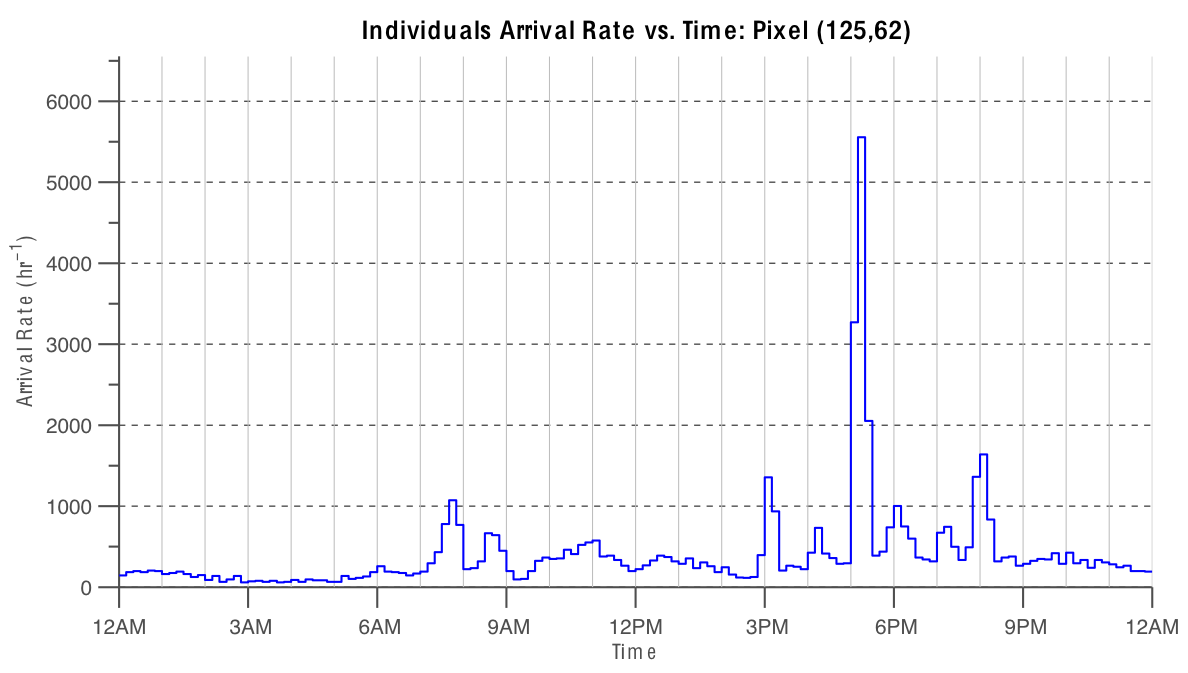 Individuals Arrival Rate vs. Time: Pixel (125,62)
6000
5000
4000
3000
2000
1000
0
Arrival Rate (hr⁻¹)
12AM 3AM 6AM 9AM 12PM 3PM 6PM 9PM 12AM
Time